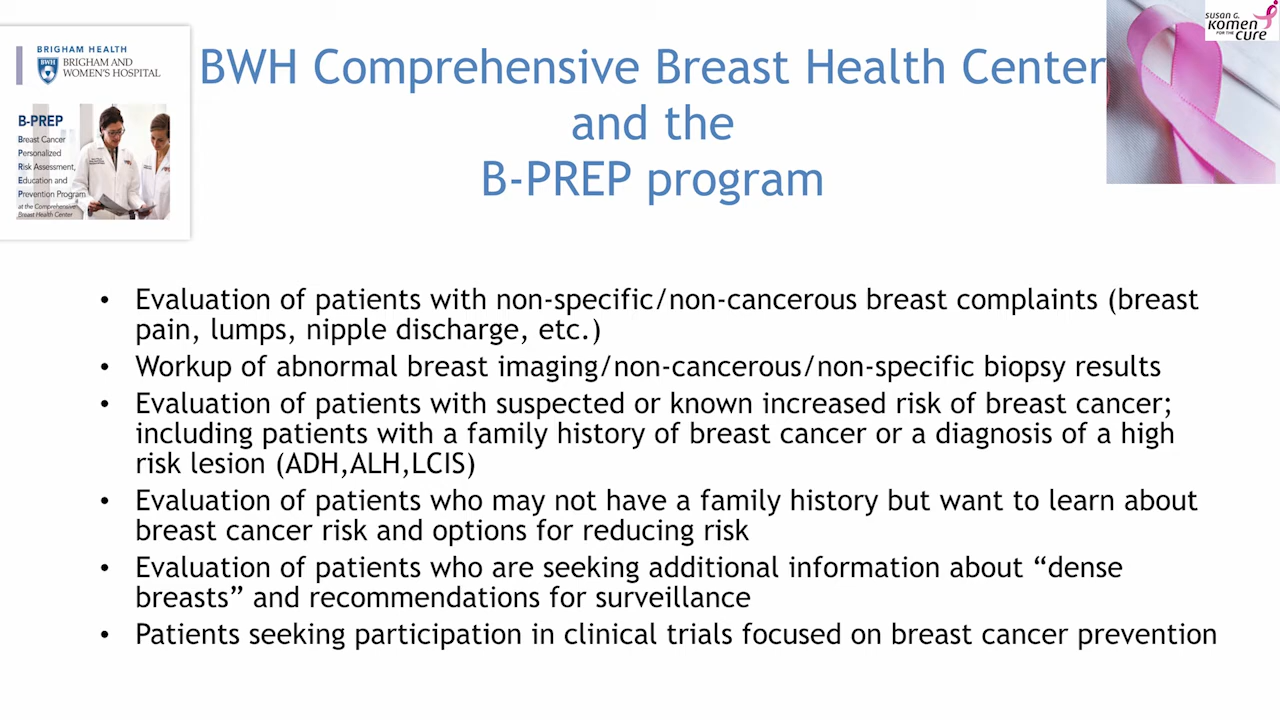 BRIGHAM HEALTH
BWH
BRIGHAM AND
WOMEN'S HOSPITAL
B-PREP
Breast Cancer
Personalized
Risk Assessment,
Education and
Prevention Program
at the Comprehensive
Breast Health Center
BWH Comprehensive Breast Health Center
and the
B-PREP program
susan g.
komen
FOR THE
cure
• Evaluation of patients with non-specific/non-cancerous breast complaints (breast
pain, lumps, nipple discharge, etc.)
• Workup of abnormal breast imaging/non-cancerous/non-specific biopsy results
• Evaluation of patients with suspected or known increased risk of breast cancer;
including patients with a family history of breast cancer or a diagnosis of a high
risk lesion (ADH,ALH,LCIS)
• Evaluation of patients who may not have a family history but want to learn about
breast cancer risk and options for reducing risk
• Evaluation of patients who are seeking additional information about “dense
breasts” and recommendations for surveillance
• Patients seeking participation in clinical trials focused on breast cancer prevention